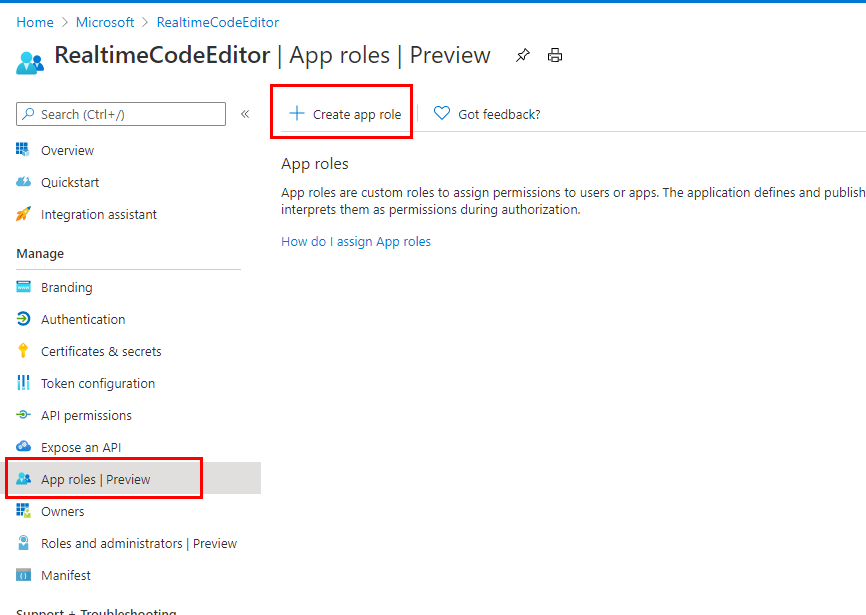 Home > Microsoft > RealtimeCodeEditor
RealtimeCodeEditor | App roles | Preview
Search (Ctrl+/)
«
Create app role
Got feedback?
Overview
Quickstart
Integration assistant
Manage
Branding
Authentication
Certificates & secrets
Token configuration
API permissions
Expose an API
App roles | Preview
Owners
Roles and administrators | Preview
Manifest
Support + Troubleshooting
App roles
App roles are custom roles to assign permissions to users or apps. The application defines and publish
interprets them as permissions during authorization.
How do I assign App roles